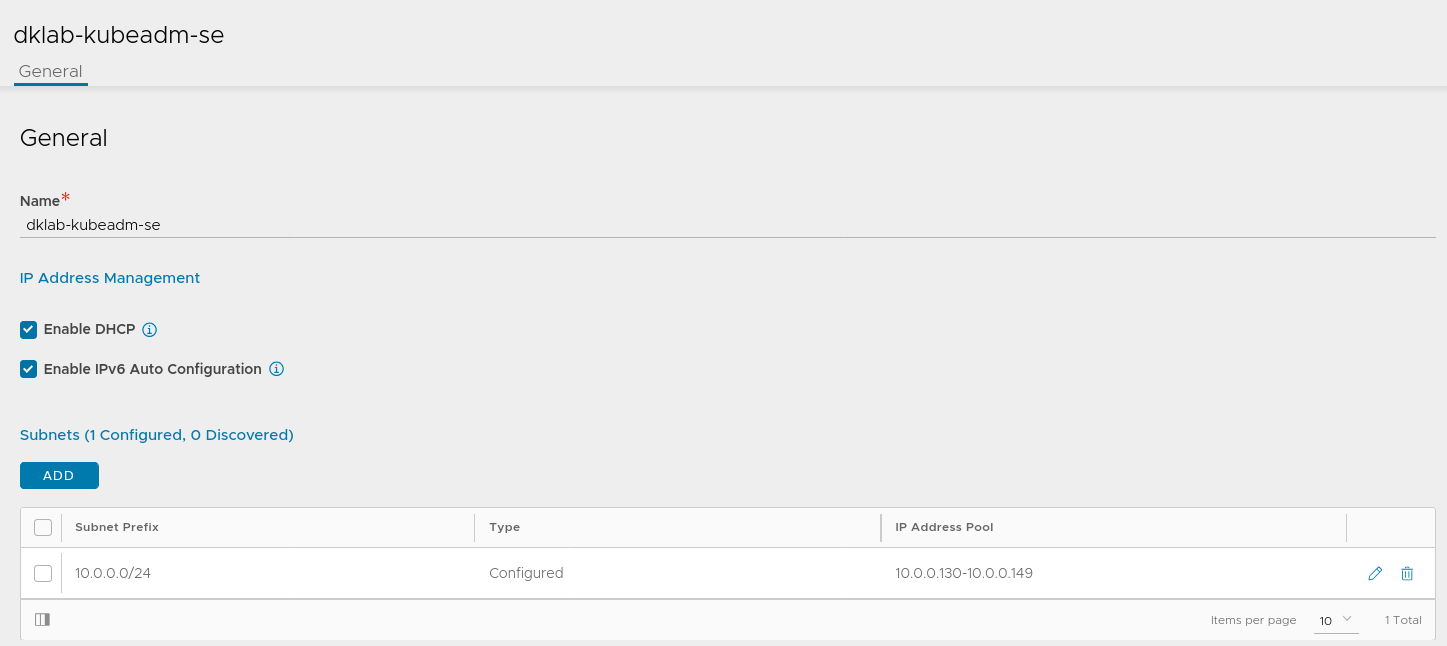 dklab-kubeadm-se
General
General
Name*
dklab-kubeadm-se
IP Address Management
Enable DHCP
Enable IPv6 Auto Configuration
Subnets (1 Configured, 0 Discovered)
ADD
Subnet Prefix Type IP Address Pool
10.0.0.0/24 Configured 10.0.0.130-10.0.0.149
Items per page 10 1 Total